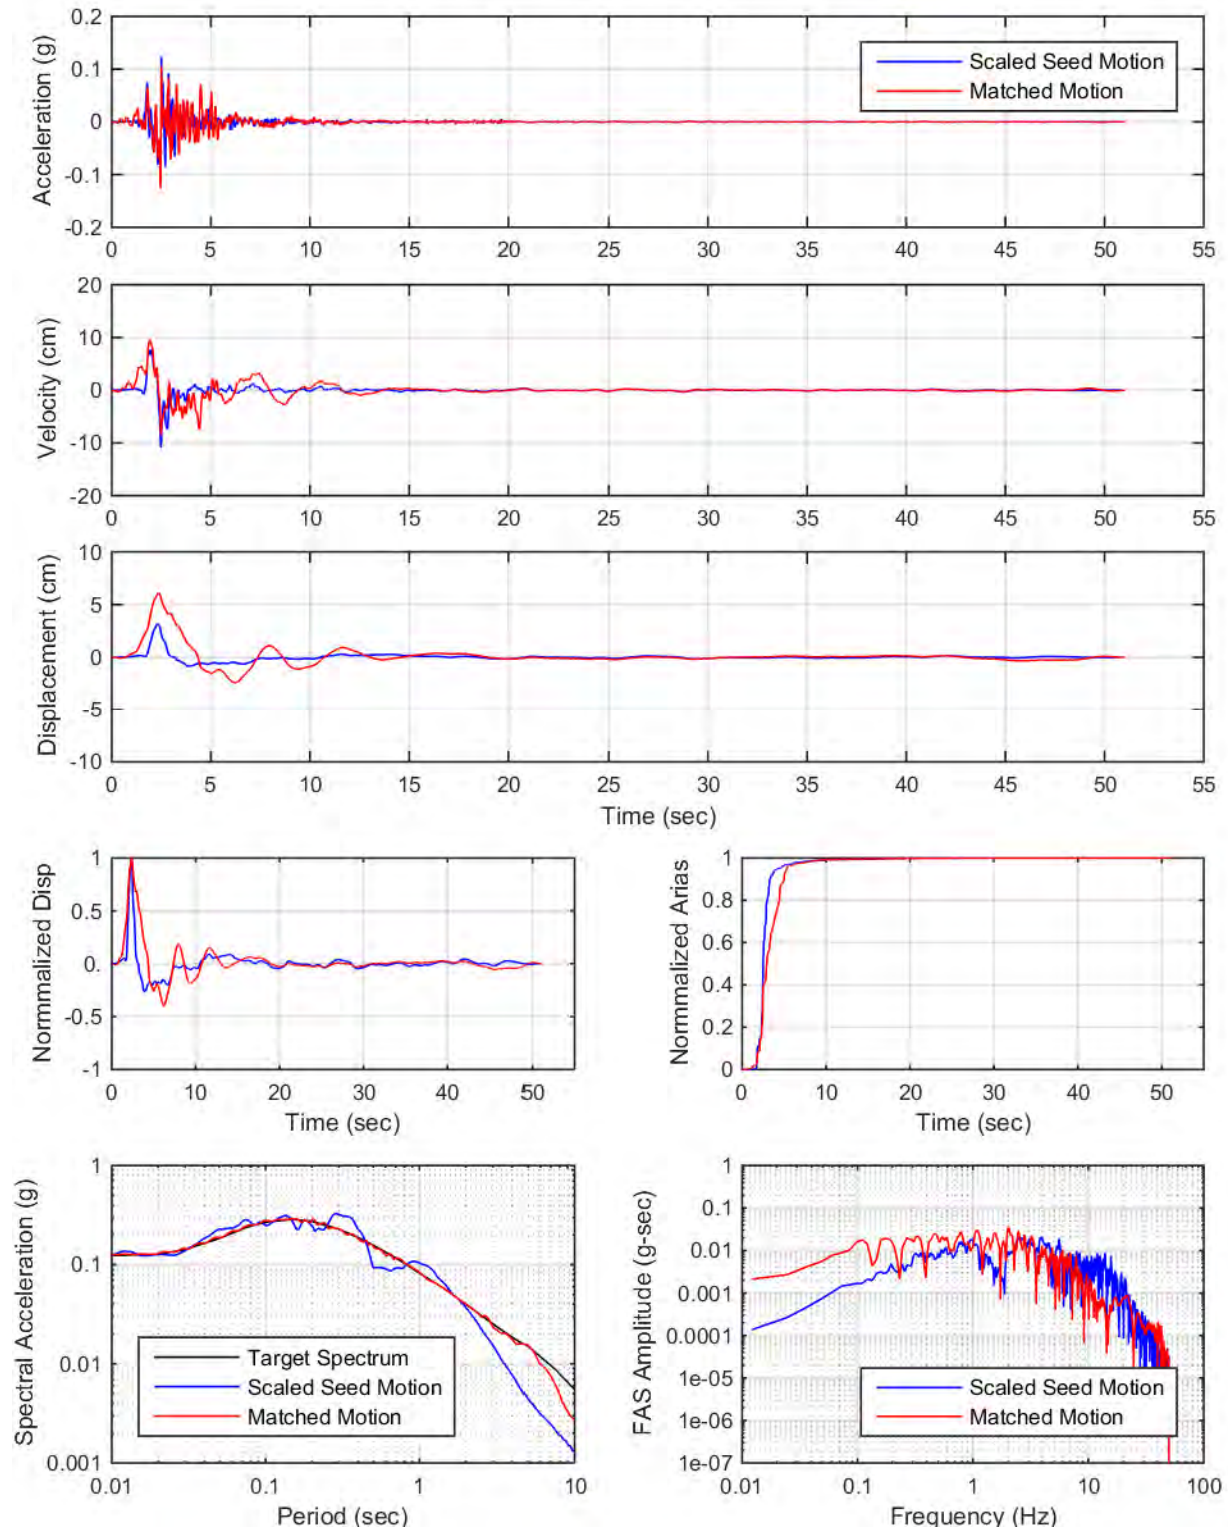 Acceleration (g)
0.2
0.1
0
-0.1
-0.2
Scaled Seed Motion
Matched Motion
0 5 10 15 20 25 30 35 40 45 50 55
Velocity (cm)
20
10
0
-10
-20
0 5 10 15 20 25 30 35 40 45 50 55
Displacement (cm)
10
5
0
-5
-10
0 5 10 15 20 25 30 35 40 45 50 55
Time (sec)
Normmalized Disp
1
0.5
0
-0.5
-1
0 10 20 30 40 50
Time (sec)
Normmalized Arias
1
0.8
0.6
0.4
0.2
0
0 10 20 30 40 50
Time (sec)
Spectral Acceleration (g)
1
0.1
0.01
0.001
Target Spectrum
Scaled Seed Motion
Matched Motion
0.01 0.1 1 10
Period (sec)
FAS Amplitude (g-sec)
1
0.1
0.01
0.001
0.0001
1e-05
1e-06
1e-07
Scaled Seed Motion
Matched Motion
0.01 0.1 1 10 100
Frequency (Hz)